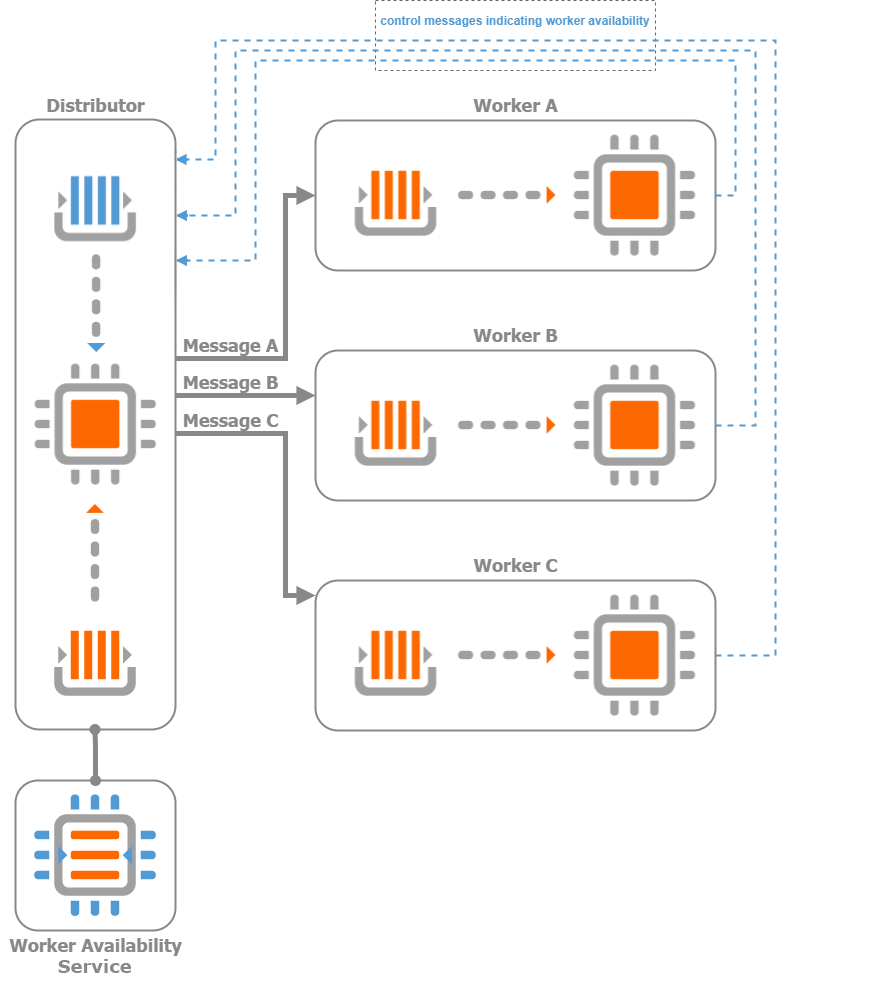 control messages indicating worker availability
Distributor
Worker A
Message A
Worker B
Message B
Message C
Worker C
Worker Availability
Service